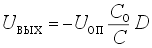 U_ВЫХ = -U_ОП C_0/C D